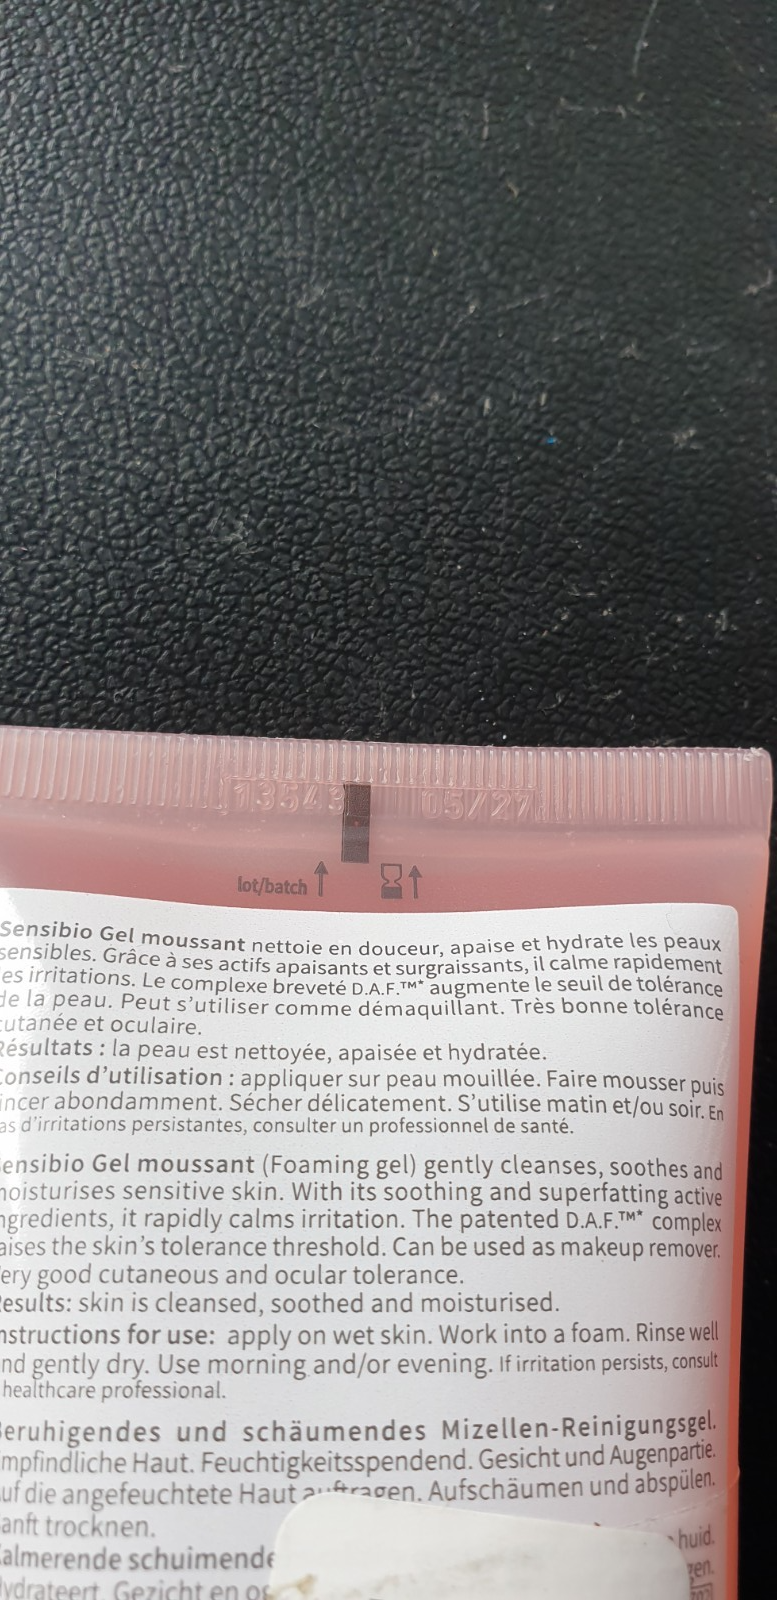 13543 05/27
lot/batch
Sensibio Gel moussant nettoie en douceur, apaise et hydrate les peaux
sensibles. Grâce à ses actifs apaisants et surgraissants, il calme rapidement
es irritations. Le complexe breveté D.A.F.™* augmente le seuil de tolérance
de la peau. Peut s'utiliser comme démaquillant. Très bonne tolérance
cutanée et oculaire.
Résultats : la peau est nettoyée, apaisée et hydratée.
Conseils d'utilisation : appliquer sur peau mouillée. Faire mousser puis
incer abondamment. Sécher délicatement. S'utilise matin et/ou soir. En
as d'irritations persistantes, consulter un professionnel de santé.
ensibio Gel moussant (Foaming gel) gently cleanses, soothes and
moisturises sensitive skin. With its soothing and superfatting active
ngredients, it rapidly calms irritation. The patented D.A.F.™* complex
aises the skin's tolerance threshold. Can be used as makeup remover.
ery good cutaneous and ocular tolerance.
esults: skin is cleansed, soothed and moisturised.
nstructions for use: apply on wet skin. Work into a foam. Rinse well
nd gently dry. Use morning and/or evening. If irritation persists, consult
healthcare professional.
Beruhigendes und schäumendes Mizellen-Reinigungsgel.
mpfindliche Haut. Feuchtigkeitsspendend. Gesicht und Augenpartie.
uf die angefeuchtete Haut auftragen. Aufschäumen und abspülen.
anft trocknen.
almerende schuimende huid.
ydrateert. Gezicht en og gen.